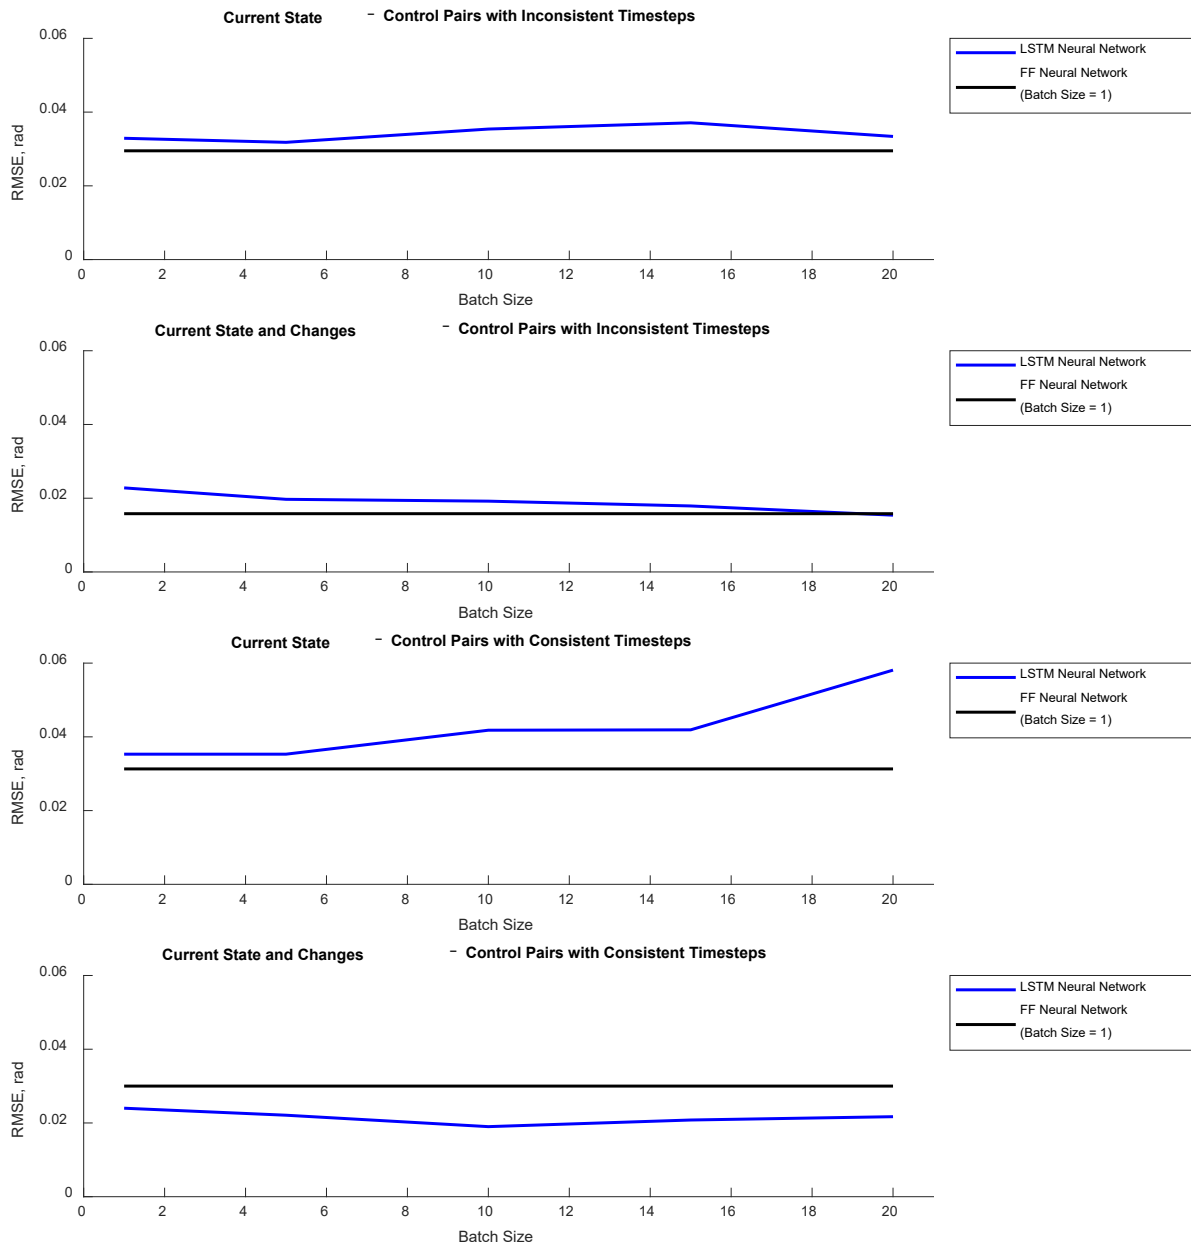 Current State – Control Pairs with Inconsistent Timesteps
0.06
0.04
0.02
0
RMSE, rad
0 2 4 6 8 10 12 14 16 18 20
Batch Size
LSTM Neural Network
FF Neural Network
(Batch Size = 1)
Current State and Changes – Control Pairs with Inconsistent Timesteps
0.06
0.04
0.02
0
RMSE, rad
0 2 4 6 8 10 12 14 16 18 20
Batch Size
LSTM Neural Network
FF Neural Network
(Batch Size = 1)
Current State – Control Pairs with Consistent Timesteps
0.06
0.04
0.02
0
RMSE, rad
0 2 4 6 8 10 12 14 16 18 20
Batch Size
LSTM Neural Network
FF Neural Network
(Batch Size = 1)
Current State and Changes – Control Pairs with Consistent Timesteps
0.06
0.04
0.02
0
RMSE, rad
0 2 4 6 8 10 12 14 16 18 20
Batch Size
LSTM Neural Network
FF Neural Network
(Batch Size = 1)